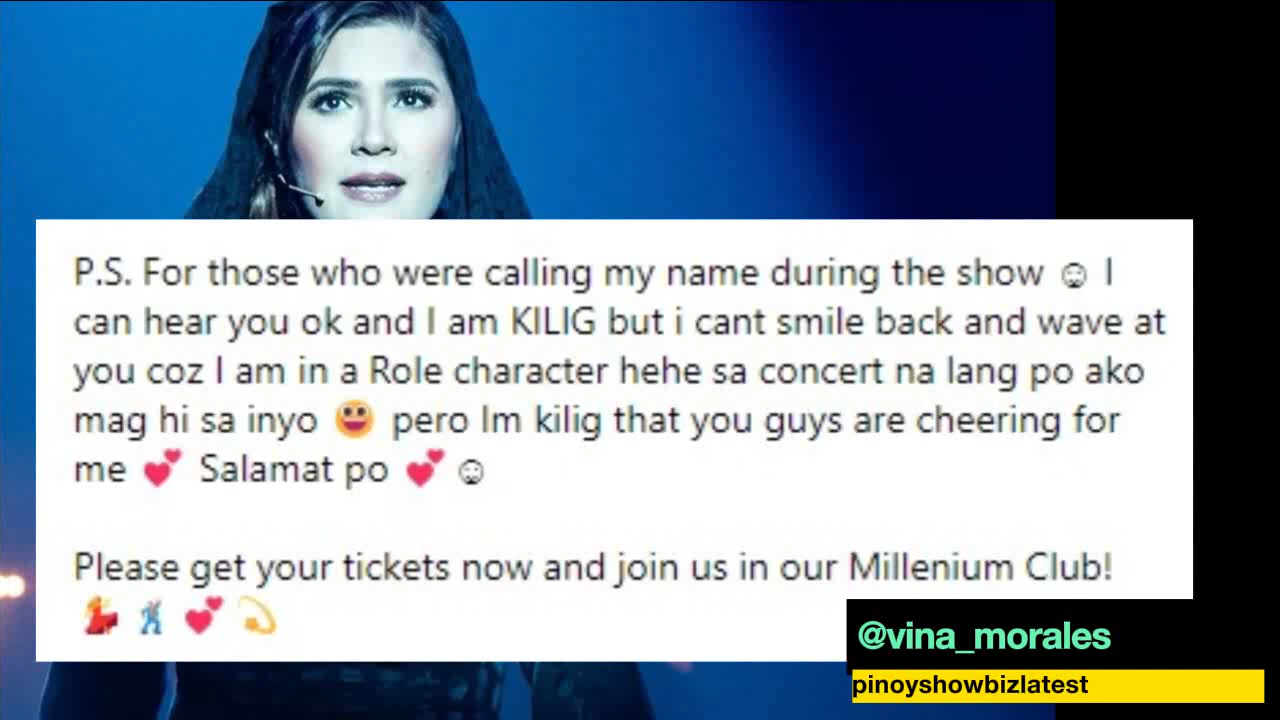 P.S. For those who were calling my name during the show ☺ I
can hear you ok and I am KILIG but i cant smile back and wave at
you coz I am in a Role character hehe sa concert na lang po ako
mag hi sa inyo 😀 pero Im kilig that you guys are cheering for
me 💕 Salamat po 💕 ☺
Please get your tickets now and join us in our Millenium Club!
💃 🕺 💕 💫
@vina_morales
pinoyshowbizlatest